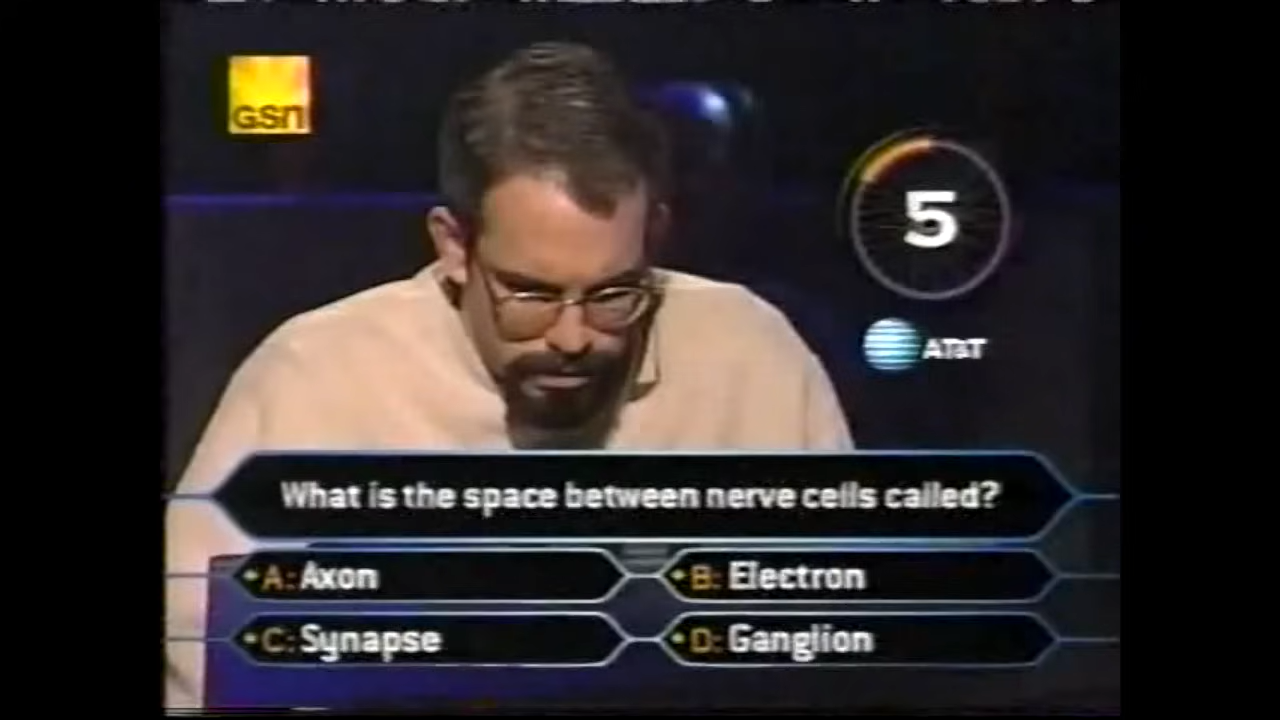 GSN
5
AT&T
What is the space between nerve cells called?
A: Axon
B: Electron
C: Synapse
D: Ganglion